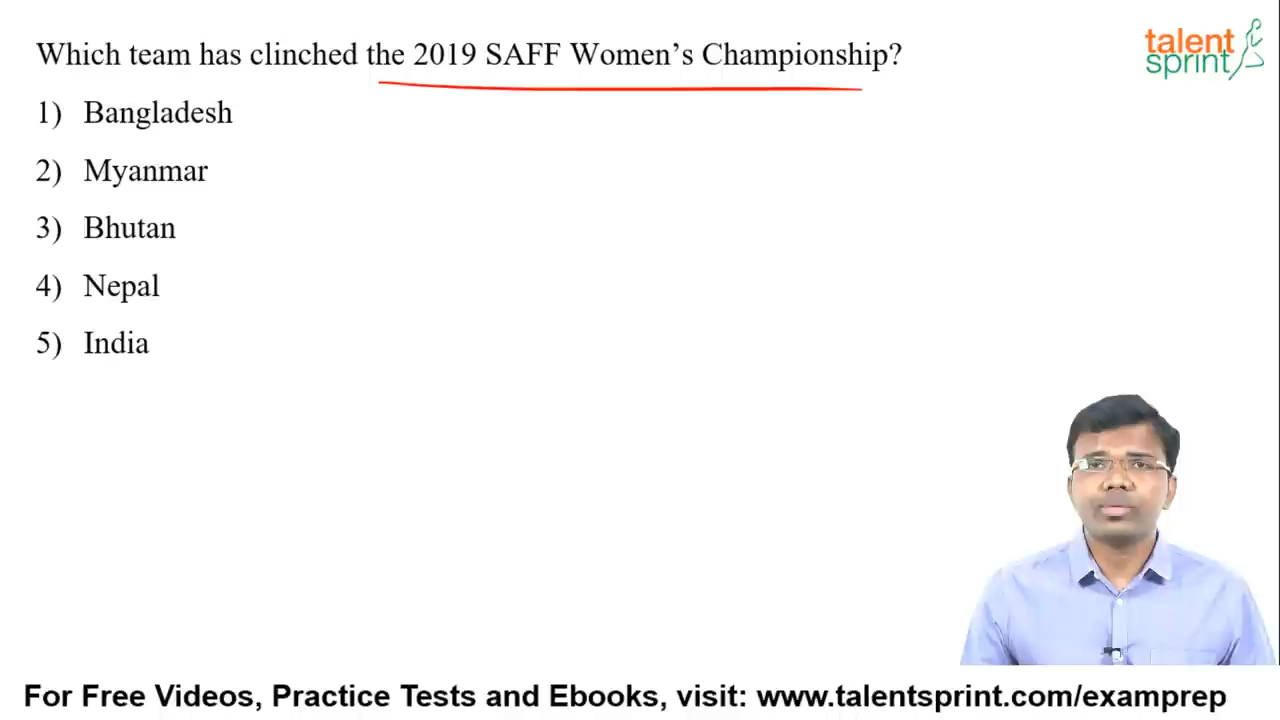 Which team has clinched the 2019 SAFF Women’s Championship?
talent
sprint
1) Bangladesh
2) Myanmar
3) Bhutan
4) Nepal
5) India
For Free Videos, Practice Tests and Ebooks, visit: www.talentsprint.com/examprep